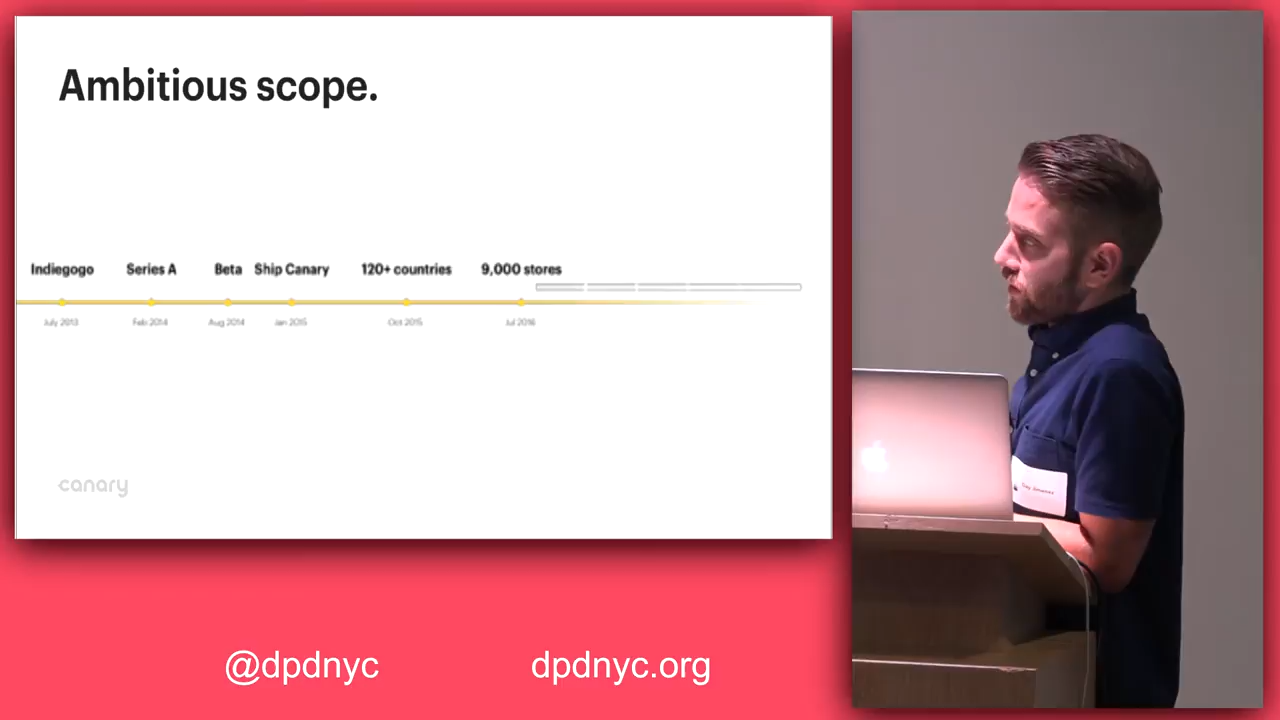 Ambitious scope.
Indiegogo Series A Beta Ship Canary 120+ countries 9,000 stores
July 2013 Feb 2014 Aug 2014 Jan 2015 Oct 2015 Jul 2016
canary
@dpdnyc dpdnyc.org